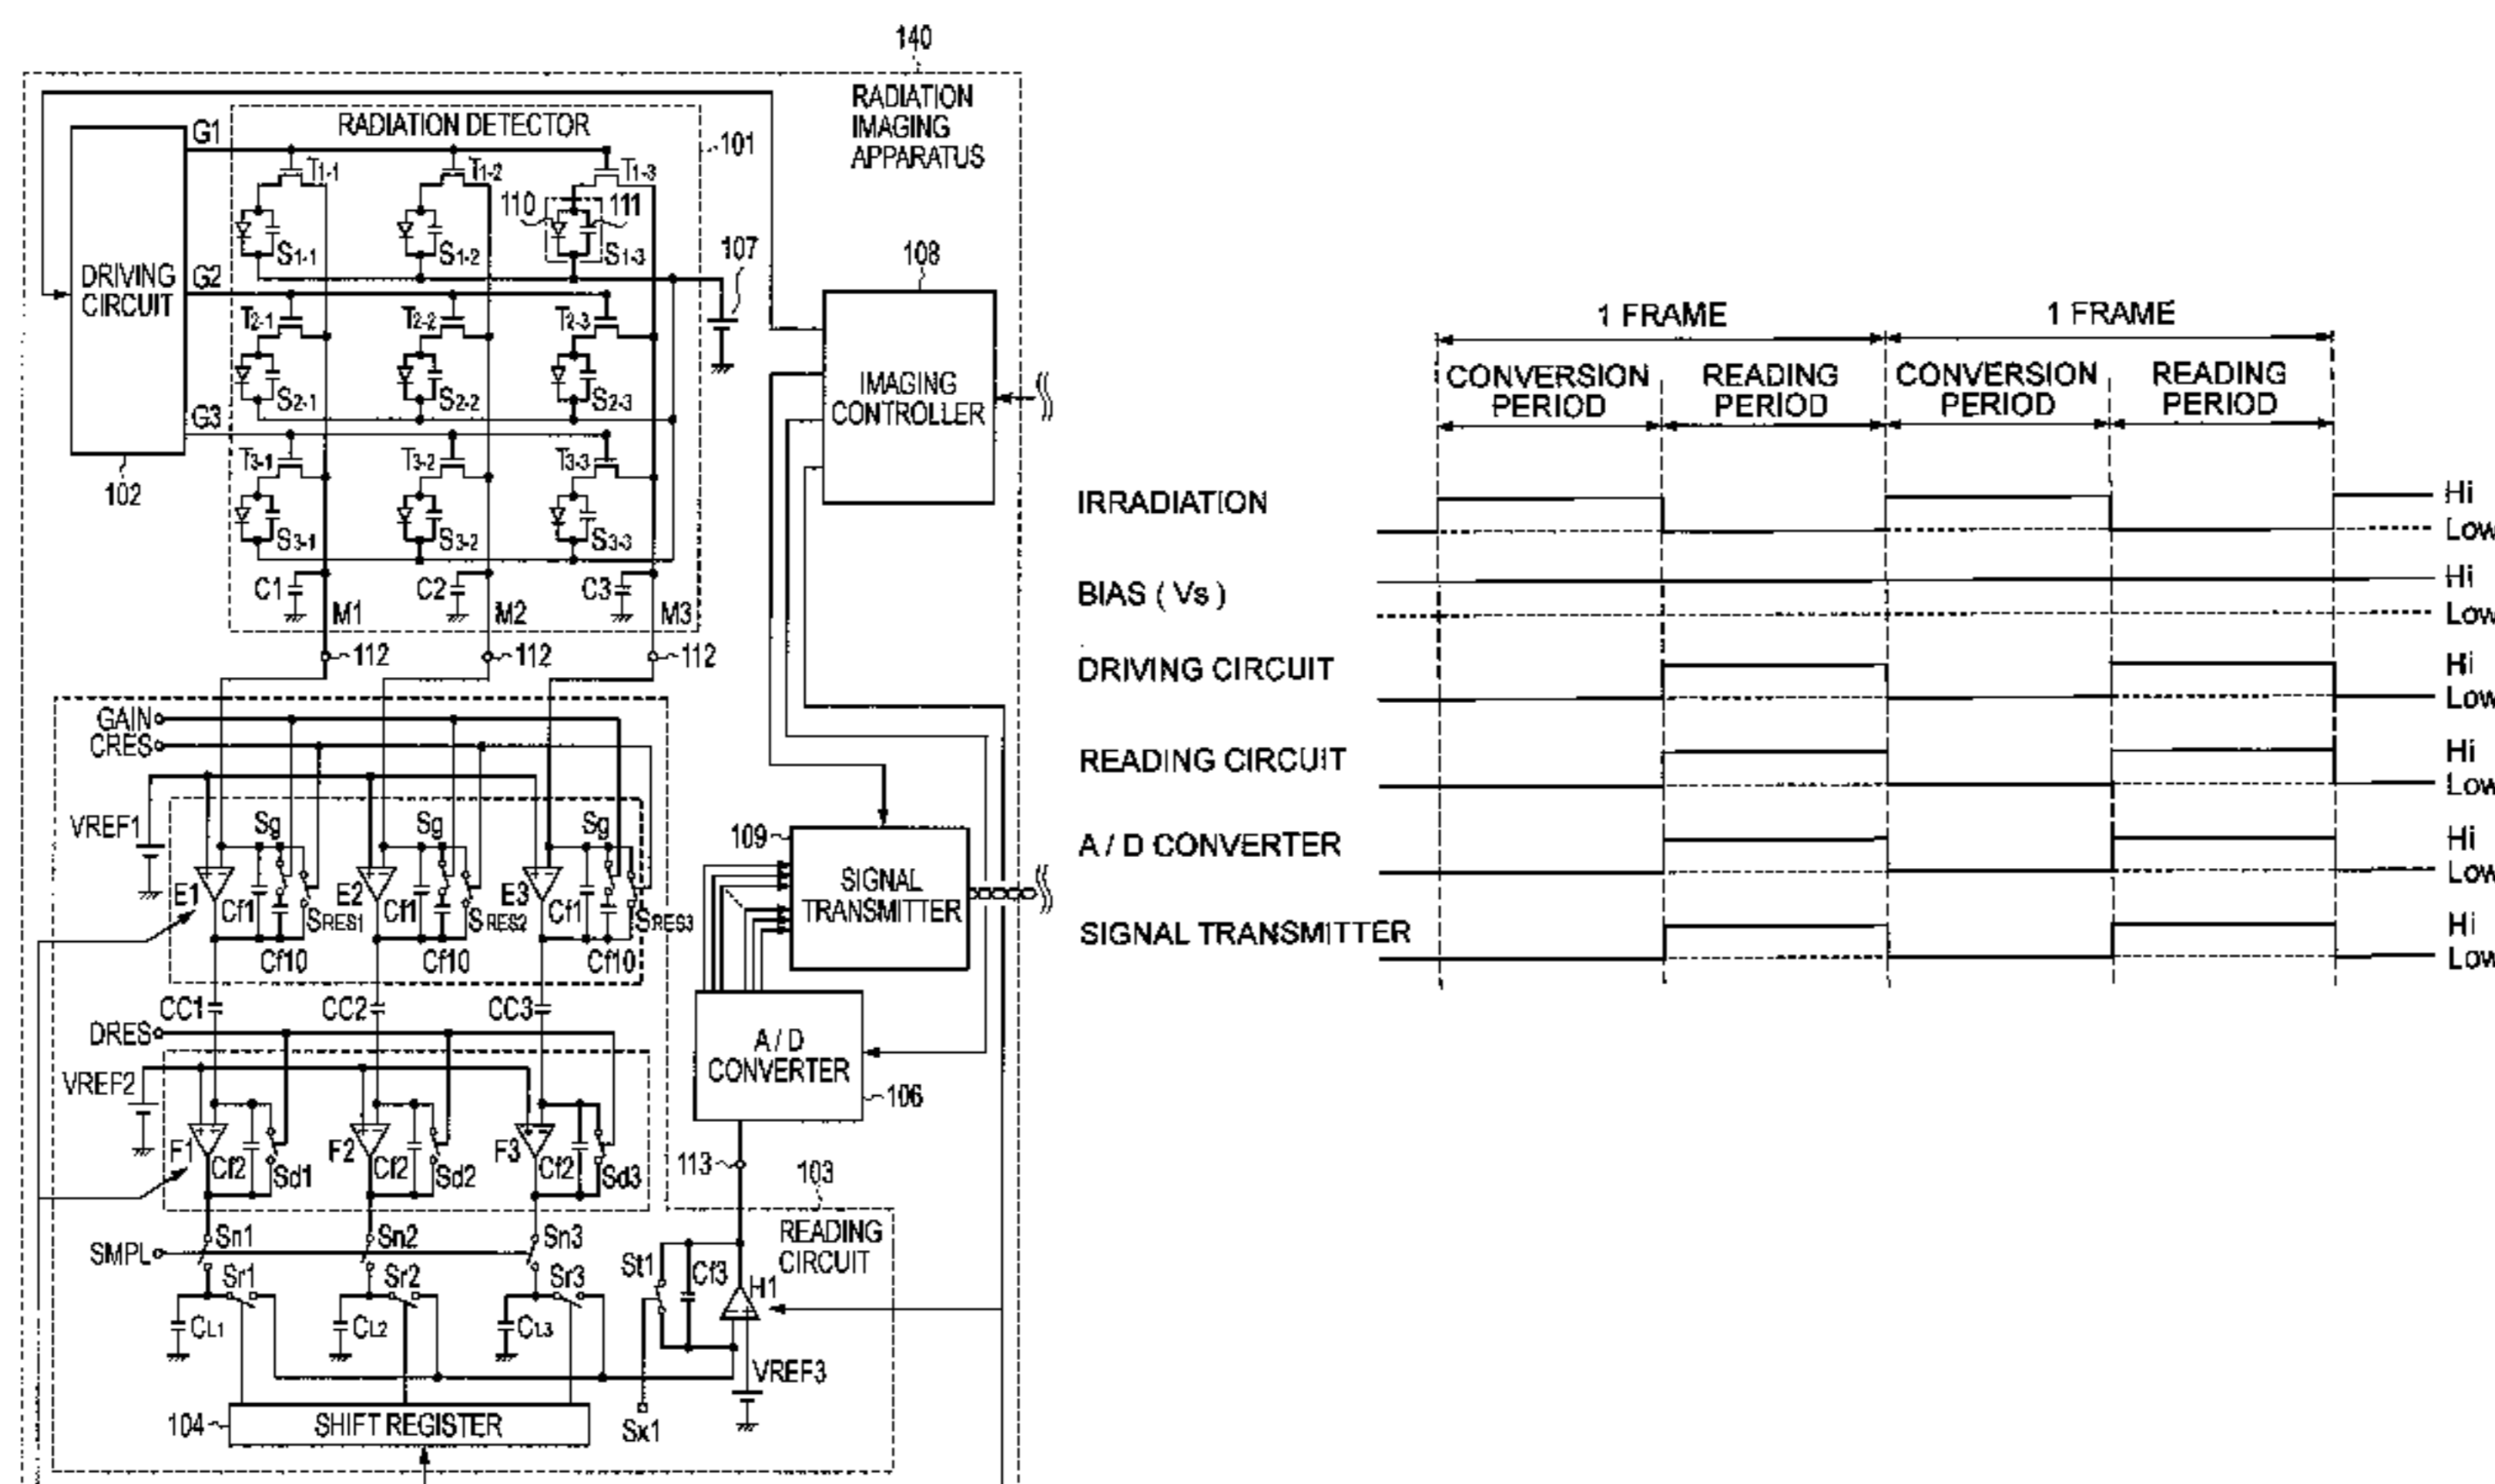 140
RADIATION
IMAGING
APPARATUS
RADIATION DETECTOR
101
G1
T1-1
T1-2
T1-3
110
111
S1-1
S1-2
S1-3
107
DRIVING
CIRCUIT
G2
T2-1
T2-2
T2-3
S2-1
S2-2
S2-3
G3
T3-1
T3-2
T3-3
102
S3-1
S3-2
S3-3
C1
C2
C3
M1
M2
M3
112
112
112
108
IMAGING
CONTROLLER
GAIN
CRES
VREF1
Sg
Sg
Sg
E1
E2
E3
Cf1
Cf1
Cf1
SRES1
SRES2
SRES3
Cf10
Cf10
Cf10
109
SIGNAL
TRANSMITTER
CC1
CC2
CC3
DRES
VREF2
A / D
CONVERTER
106
F1
F2
F3
Cf2
Cf2
Cf2
Sd1
Sd2
Sd3
113
103
READING
CIRCUIT
SMPL
Sn1
Sn2
Sn3
Sr1
Sr2
Sr3
St1
Cf3
H1
CL1
CL2
CL3
VREF3
104
SHIFT REGISTER
Sx1
1 FRAME
1 FRAME
CONVERSION
PERIOD
READING
PERIOD
CONVERSION
PERIOD
READING
PERIOD
IRRADIATION
Hi
Low
BIAS ( Vs )
Hi
Low
DRIVING CIRCUIT
Hi
Low
READING CIRCUIT
Hi
Low
A / D CONVERTER
Hi
Low
SIGNAL TRANSMITTER
Hi
Low